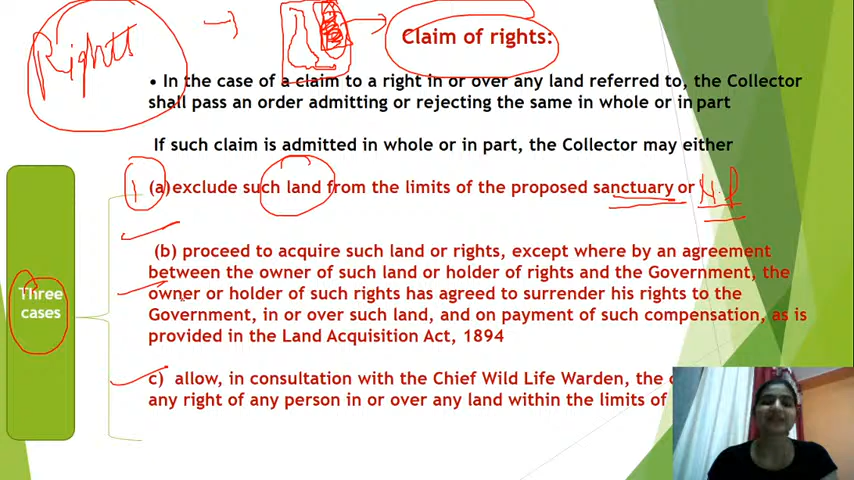 Rights
Claim of rights:
• In the case of a claim to a right in or over any land referred to, the Collector
shall pass an order admitting or rejecting the same in whole or in part
If such claim is admitted in whole or in part, the Collector may either
1 (a) exclude such land from the limits of the proposed sanctuary or N.P
(b) proceed to acquire such land or rights, except where by an agreement
between the owner of such land or holder of rights and the Government, the
owner or holder of such rights has agreed to surrender his rights to the
Government, in or over such land, and on payment of such compensation, as is
provided in the Land Acquisition Act, 1894
Three
cases
c) allow, in consultation with the Chief Wild Life Warden, the
any right of any person in or over any land within the limits of